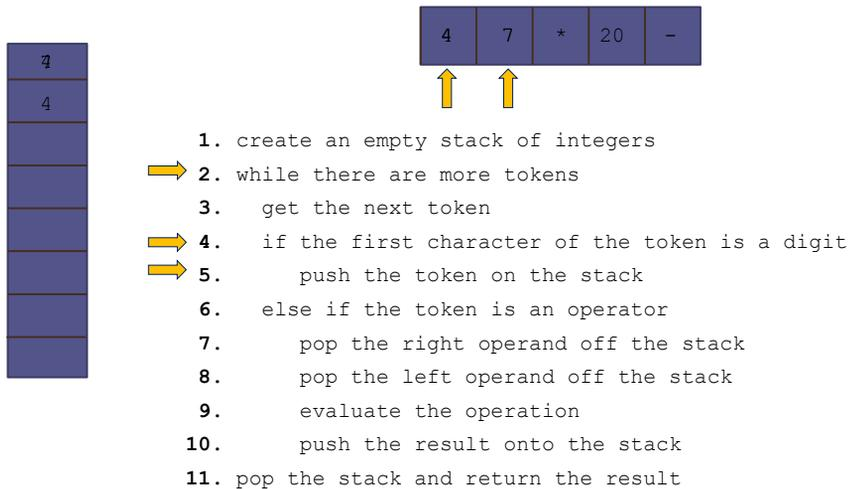 4 7 * 20 -
4
1. create an empty stack of integers
2. while there are more tokens
3. get the next token
4. if the first character of the token is a digit
5. push the token on the stack
6. else if the token is an operator
7. pop the right operand off the stack
8. pop the left operand off the stack
9. evaluate the operation
10. push the result onto the stack
11. pop the stack and return the result